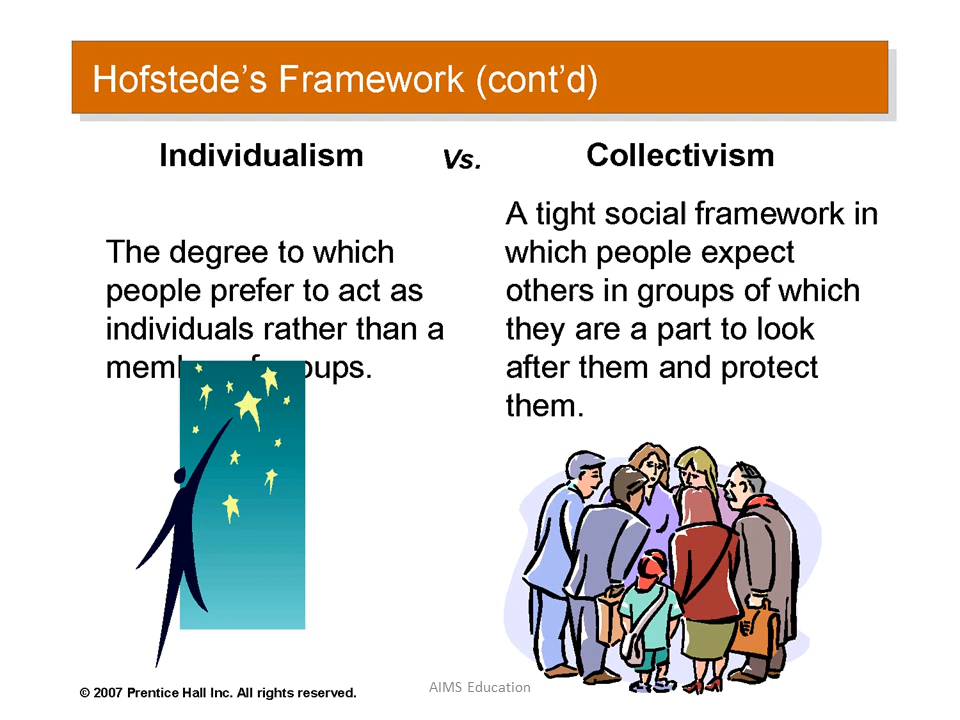 Hofstede's Framework (cont'd)
Individualism
Vs.
Collectivism
The degree to which
people prefer to act as
individuals rather than a
A tight social framework in
which people expect
others in groups of which
they are a part to look
after them and protect
them.
© 2007 Prentice Hall Inc. All rights reserved.
AIMS Education